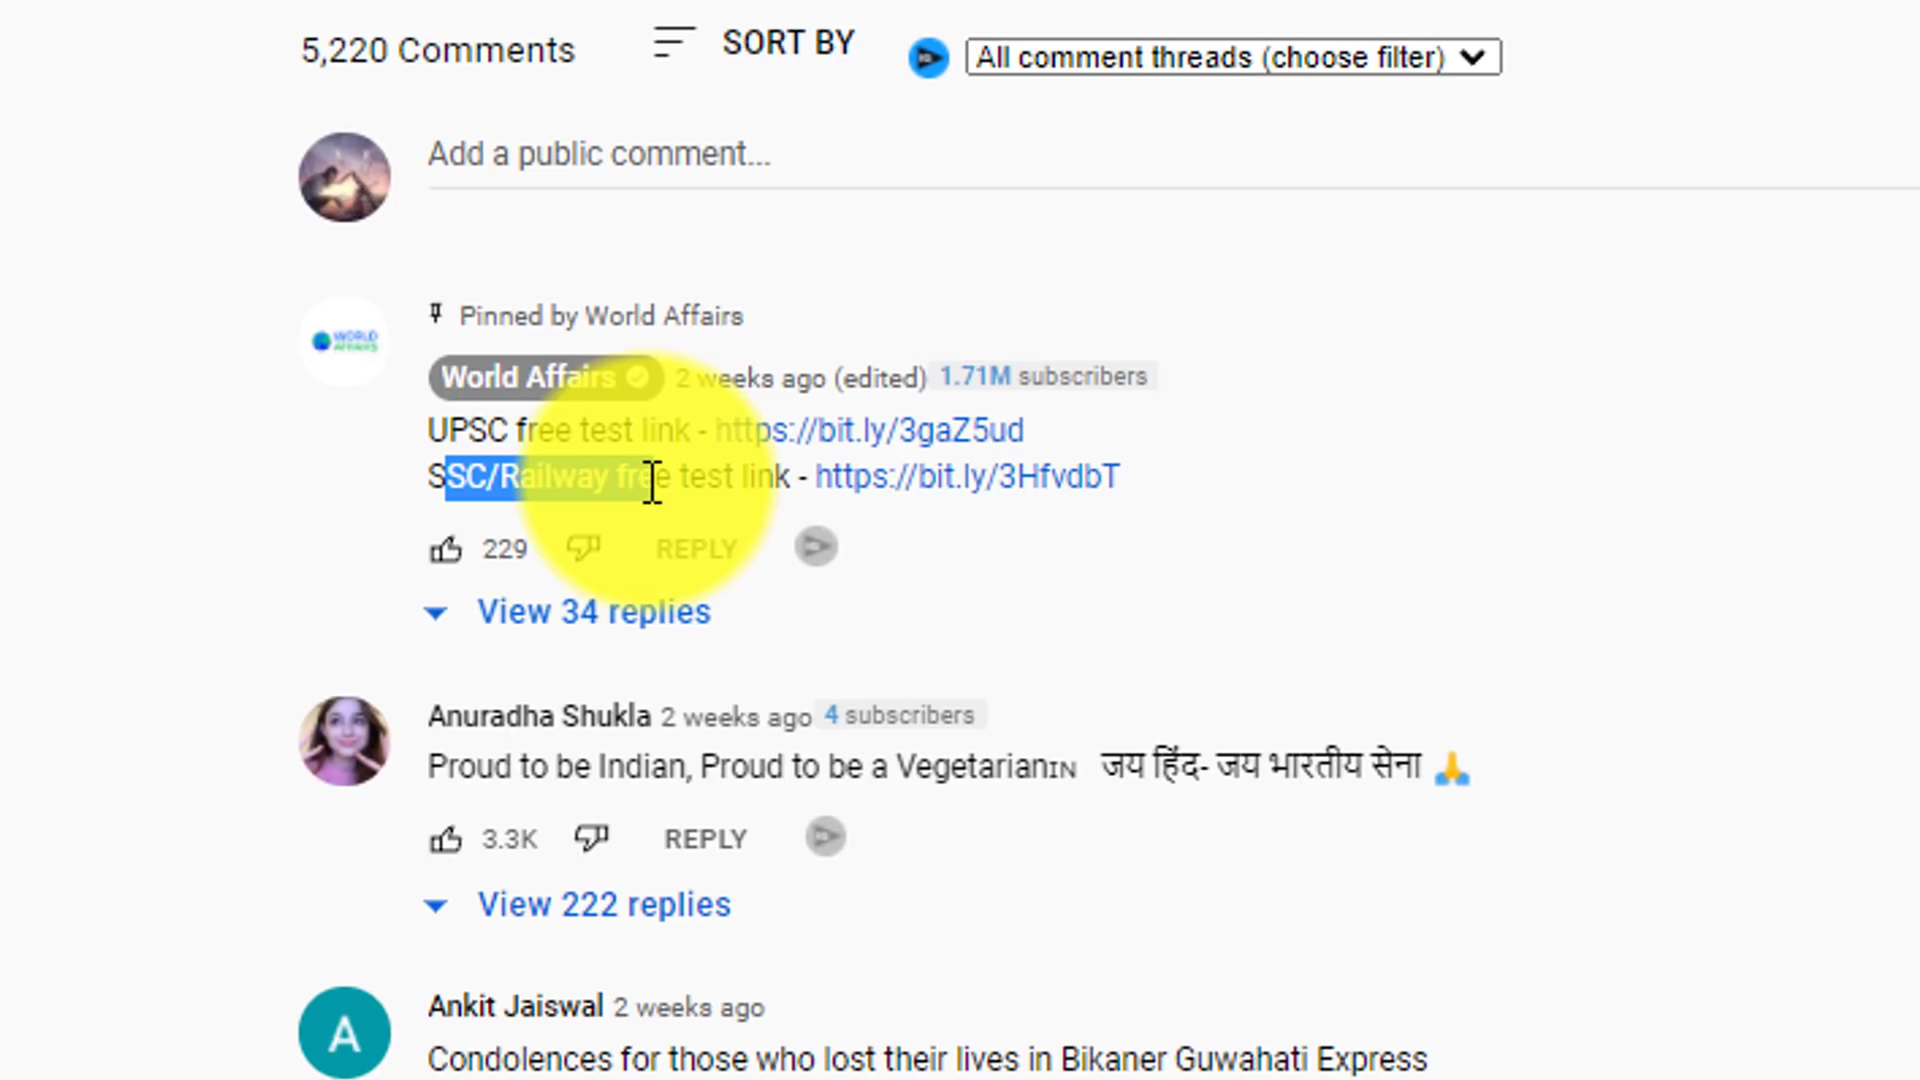 5,220 Comments SORT BY All comment threads (choose filter)
Add a public comment...
Pinned by World Affairs
WORLD
AFFAIRS
World Affairs 2 weeks ago (edited) 1.71M subscribers
UPSC free test link - https://bit.ly/3gaZ5ud
SSC/Railway free test link - https://bit.ly/3HfvdbT
229 REPLY
View 34 replies
Anuradha Shukla 2 weeks ago 4 subscribers
Proud to be Indian, Proud to be a VegetarianIN जय हिंद- जय भारतीय सेना 🙏
3.3K REPLY
View 222 replies
A
Ankit Jaiswal 2 weeks ago
Condolences for those who lost their lives in Bikaner Guwahati Express